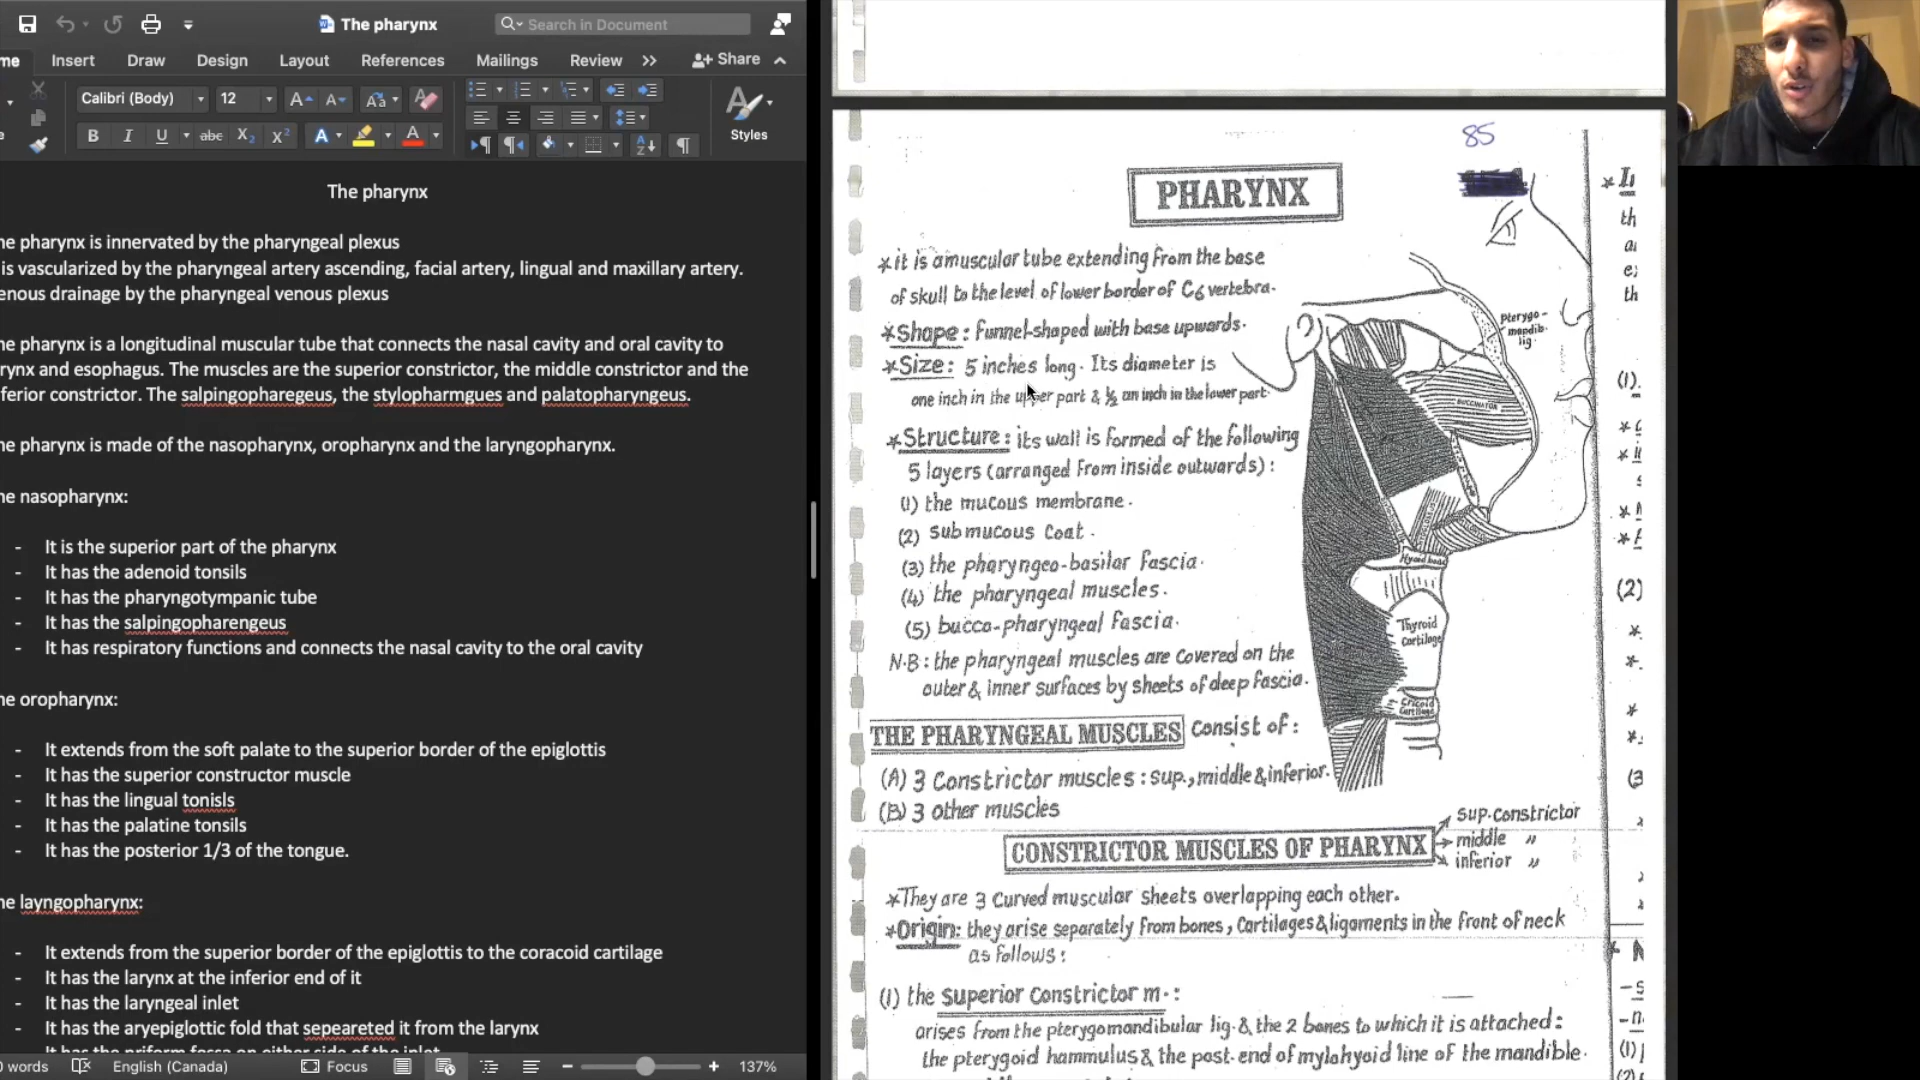 The pharynx
Search in Document
Insert
Draw
Design
Layout
References
Mailings
Review
Share
Calibri (Body)
12
Styles
The pharynx
he pharynx is innervated by the pharyngeal plexus
is vascularized by the pharyngeal artery ascending, facial artery, lingual and maxillary artery.
enous drainage by the pharyngeal venous plexus
he pharynx is a longitudinal muscular tube that connects the nasal cavity and oral cavity to
rynx and esophagus. The muscles are the superior constrictor, the middle constrictor and the
ferior constrictor. The salpingopharegeus, the stylopharmgues and palatopharyngeus.
he pharynx is made of the nasopharynx, oropharynx and the laryngopharynx.
he nasopharynx:
- It is the superior part of the pharynx
- It has the adenoid tonsils
- It has the pharyngotympanic tube
- It has the salpingopharengeus
- It has respiratory functions and connects the nasal cavity to the oral cavity
he oropharynx:
- It extends from the soft palate to the superior border of the epiglottis
- It has the superior constructor muscle
- It has the lingual tonisls
- It has the palatine tonsils
- It has the posterior 1/3 of the tongue.
he layngopharynx:
- It extends from the superior border of the epiglottis to the coracoid cartilage
- It has the larynx at the inferior end of it
- It has the laryngeal inlet
- It has the aryepiglottic fold that sepeareted it from the larynx
words
English (Canada)
Focus
137%
85
PHARYNX
* it is a muscular tube extending from the base
of skull to the level of lower border of C6 vertebra.
* Shape: funnel-shaped with base upwards.
* Size: 5 inches long. Its diameter is
one inch in the upper part & ½ an inch in the lower part.
* Structure: its wall is formed of the following
5 layers (arranged from inside outwards):
(1) the mucous membrane.
(2) submucous coat.
(3) the pharyngeo-basilar fascia.
(4) the pharyngeal muscles.
(5) bucco-pharyngeal fascia.
N.B: the pharyngeal muscles are covered on the
outer & inner surfaces by sheets of deep fascia.
Pterygo-
mandib.
lig.
BUCCINATOR
Hyoid bone
Thyroid
cartilage
Cricoid
cartilage
THE PHARYNGEAL MUSCLES Consist of:
(A) 3 Constrictor muscles: sup., middle & inferior.
(B) 3 other muscles
CONSTRICTOR MUSCLES OF PHARYNX
sup. constrictor
middle "
inferior "
* They are 3 curved muscular sheets overlapping each other.
* Origin: they arise separately from bones, cartilages & ligaments in the front of neck
as follows:
(1) the Superior Constrictor m.:
arises from the pterygomandibular lig. & the 2 bones to which it is attached:
the pterygoid hammulus & the post. end of mylohyoid line of the mandible.
th
th
(1).
(2)
(3
(1)